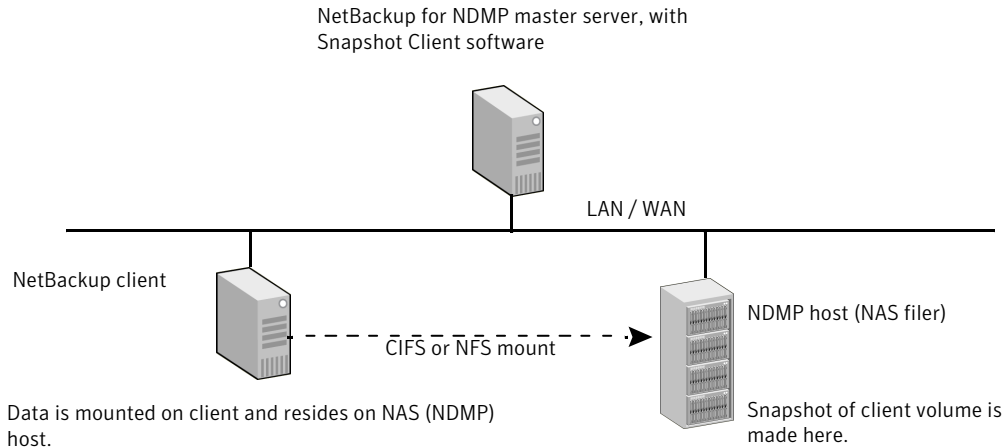 NetBackup for NDMP master server, with
Snapshot Client software
LAN / WAN
NetBackup client
NDMP host (NAS filer)
CIFS or NFS mount
Data is mounted on client and resides on NAS (NDMP)
host.
Snapshot of client volume is
made here.